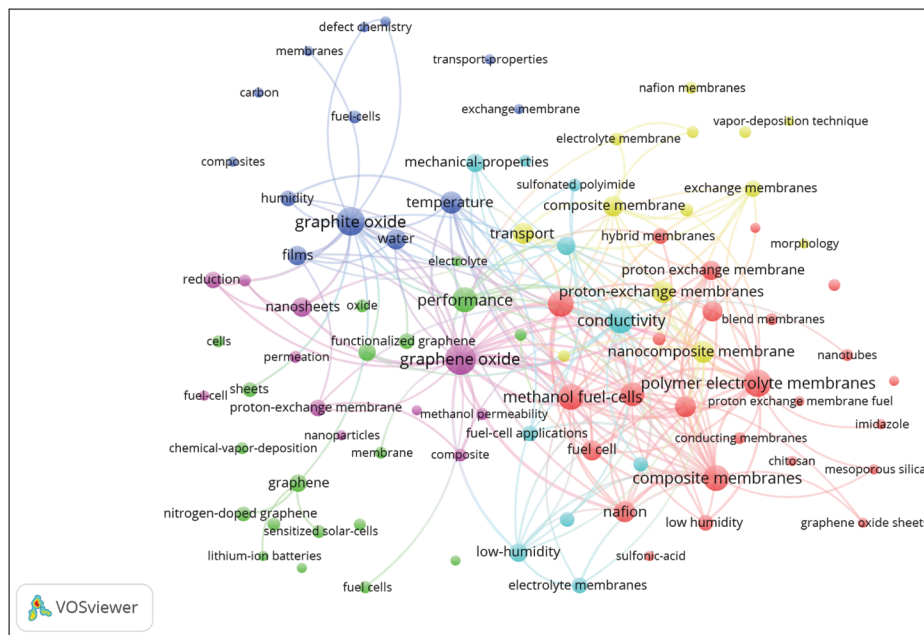 defect chemistry
membranes
transport-properties
carbon
nafion membranes
exchange membrane
fuel-cells
vapor-deposition technique
electrolyte membrane
composites
mechanical-properties
sulfonated polyimide
exchange membranes
humidity
temperature
composite membrane
graphite oxide
transport
hybrid membranes
water
morphology
films
electrolyte
proton exchange membrane
reduction
proton-exchange membranes
performance
nanosheets
oxide
conductivity
blend membranes
cells
functionalized graphene
permeation
graphene oxide
nanocomposite membrane
nanotubes
sheets
methanol fuel-cells
polymer electrolyte membranes
fuel-cell
proton-exchange membrane
methanol permeability
proton exchange membrane fuel
imidazole
nanoparticles
fuel-cell applications
conducting membranes
chemical-vapor-deposition
membrane
composite
fuel cell
chitosan
mesoporous silica
graphene
composite membranes
nitrogen-doped graphene
nafion
low humidity
graphene oxide sheets
sensitized solar-cells
lithium-ion batteries
low-humidity
sulfonic-acid
fuel cells
electrolyte membranes
VOSviewer